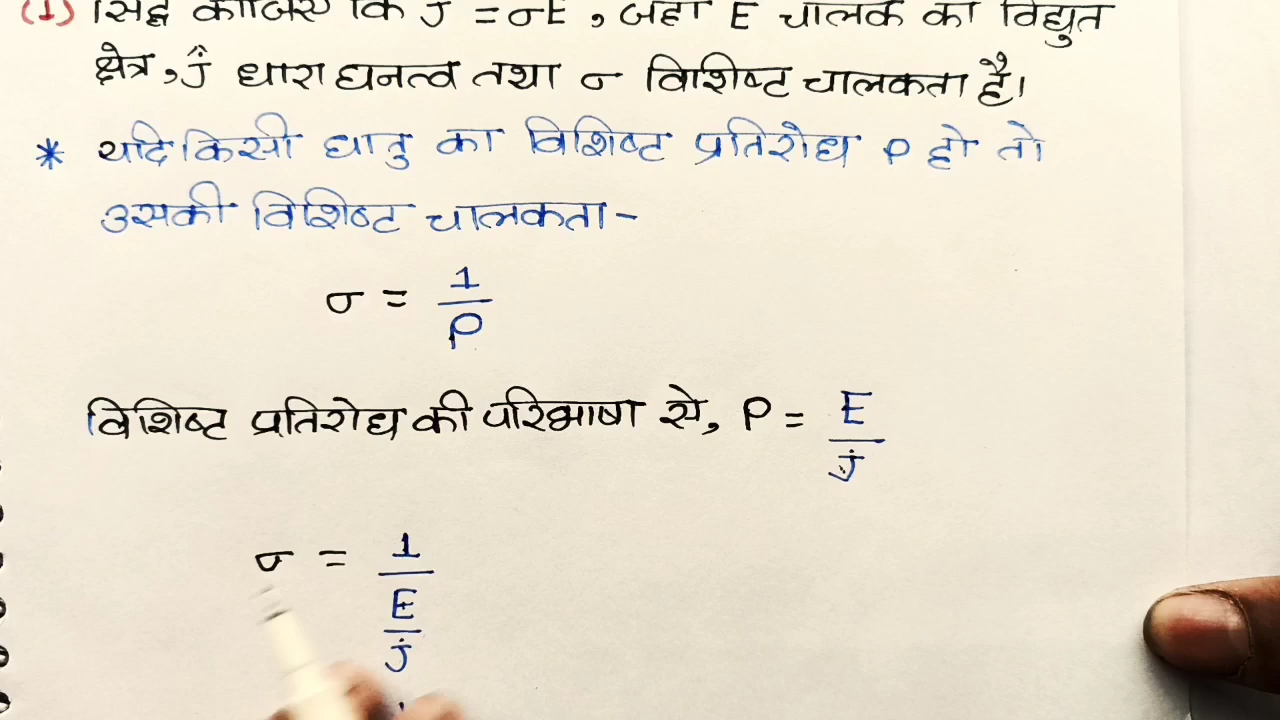 (1) सिद्ध कीजिए कि J = σE , जहाँ E चालक का विद्युत
क्षेत्र, J धारा घनत्व तथा σ विशिष्ट चालकता है।
* यदि किसी धातु का विशिष्ट प्रतिरोध ρ हो तो
उसकी विशिष्ट चालकता -
σ = 1/ρ
विशिष्ट प्रतिरोध की परिभाषा से, ρ = E/j
σ = 1/(E/j)